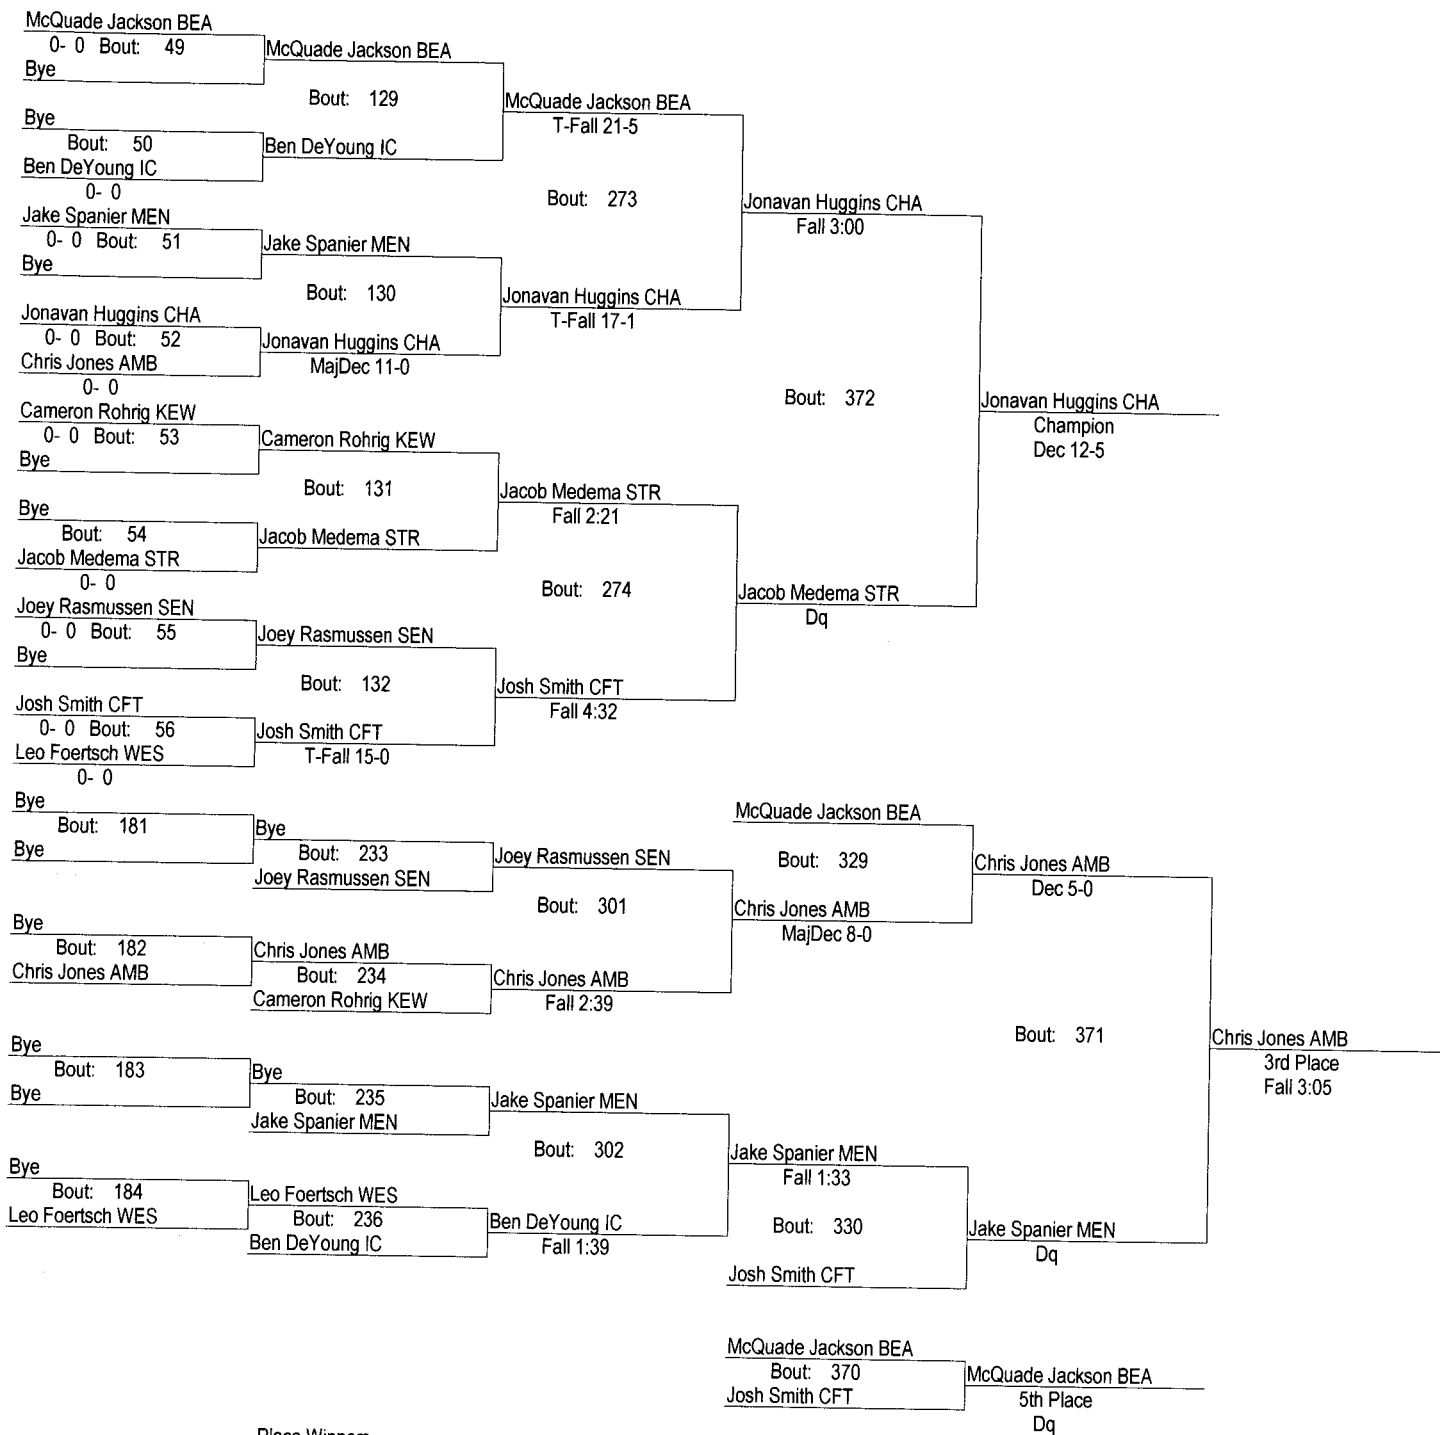 McQuade Jackson BEA
0- 0 Bout: 49
Bye
McQuade Jackson BEA
Bout: 129
Bye
Bout: 50
Ben DeYoung IC
0- 0
Ben DeYoung IC
McQuade Jackson BEA
T-Fall 21-5
Bout: 273
Jake Spanier MEN
0- 0 Bout: 51
Bye
Jake Spanier MEN
Bout: 130
Jonavan Huggins CHA
0- 0 Bout: 52
Chris Jones AMB
0- 0
Jonavan Huggins CHA
MajDec 11-0
Jonavan Huggins CHA
T-Fall 17-1
Jonavan Huggins CHA
Fall 3:00
Bout: 372
Jonavan Huggins CHA
Champion
Dec 12-5
Cameron Rohrig KEW
0- 0 Bout: 53
Bye
Cameron Rohrig KEW
Bout: 131
Bye
Bout: 54
Jacob Medema STR
0- 0
Jacob Medema STR
Jacob Medema STR
Fall 2:21
Bout: 274
Jacob Medema STR
Dq
Joey Rasmussen SEN
0- 0 Bout: 55
Bye
Joey Rasmussen SEN
Bout: 132
Josh Smith CFT
0- 0 Bout: 56
Leo Foertsch WES
0- 0
Josh Smith CFT
T-Fall 15-0
Josh Smith CFT
Fall 4:32
Bye
Bout: 181
Bye
Bye
Bout: 233
Joey Rasmussen SEN
Joey Rasmussen SEN
Bout: 301
Bye
Bout: 182
Chris Jones AMB
Chris Jones AMB
Bout: 234
Cameron Rohrig KEW
Chris Jones AMB
Fall 2:39
McQuade Jackson BEA
Bout: 329
Chris Jones AMB
MajDec 8-0
Chris Jones AMB
Dec 5-0
Bout: 371
Chris Jones AMB
3rd Place
Fall 3:05
Bye
Bout: 183
Bye
Bye
Bout: 235
Jake Spanier MEN
Jake Spanier MEN
Bout: 302
Bye
Bout: 184
Leo Foertsch WES
Leo Foertsch WES
Bout: 236
Ben DeYoung IC
Ben DeYoung IC
Fall 1:39
Jake Spanier MEN
Fall 1:33
Bout: 330
Josh Smith CFT
Jake Spanier MEN
Dq
McQuade Jackson BEA
Bout: 370
Josh Smith CFT
McQuade Jackson BEA
5th Place
Dq